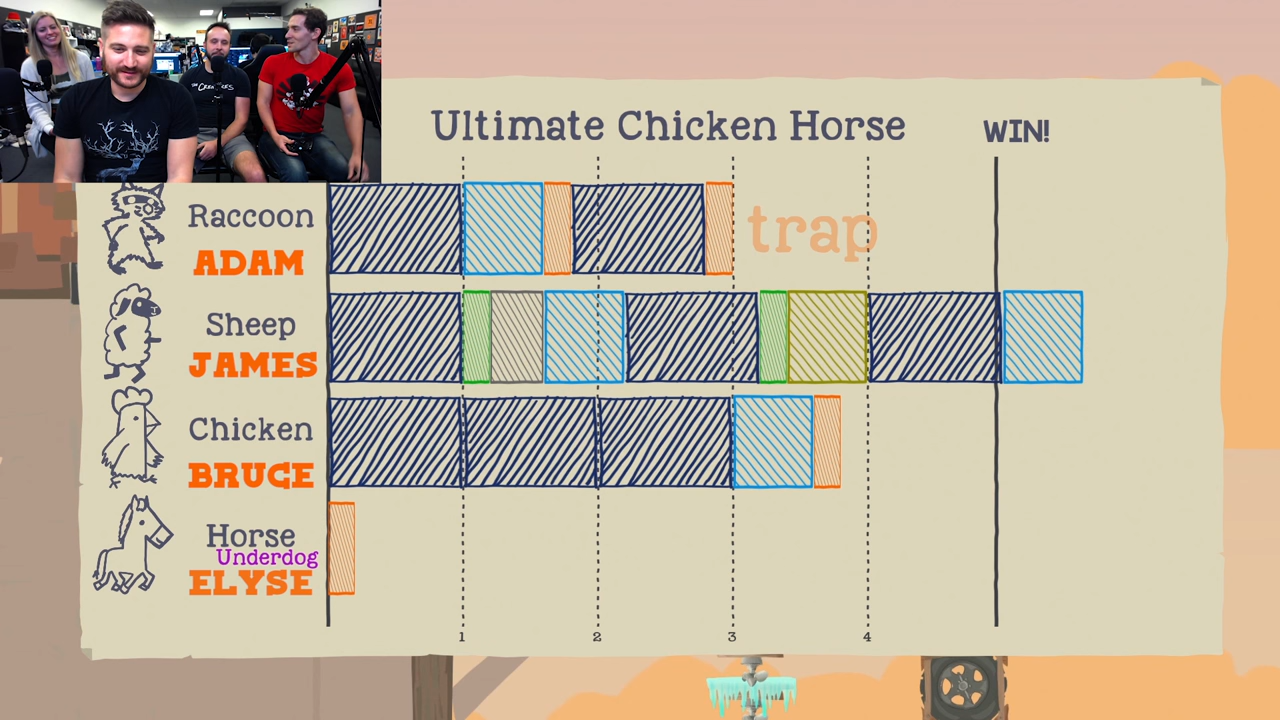 Ultimate Chicken Horse
WIN!
Raccoon
ADAM
trap
Sheep
JAMES
Chicken
BRUCE
Horse
Underdog
ELYSE
1 2 3 4